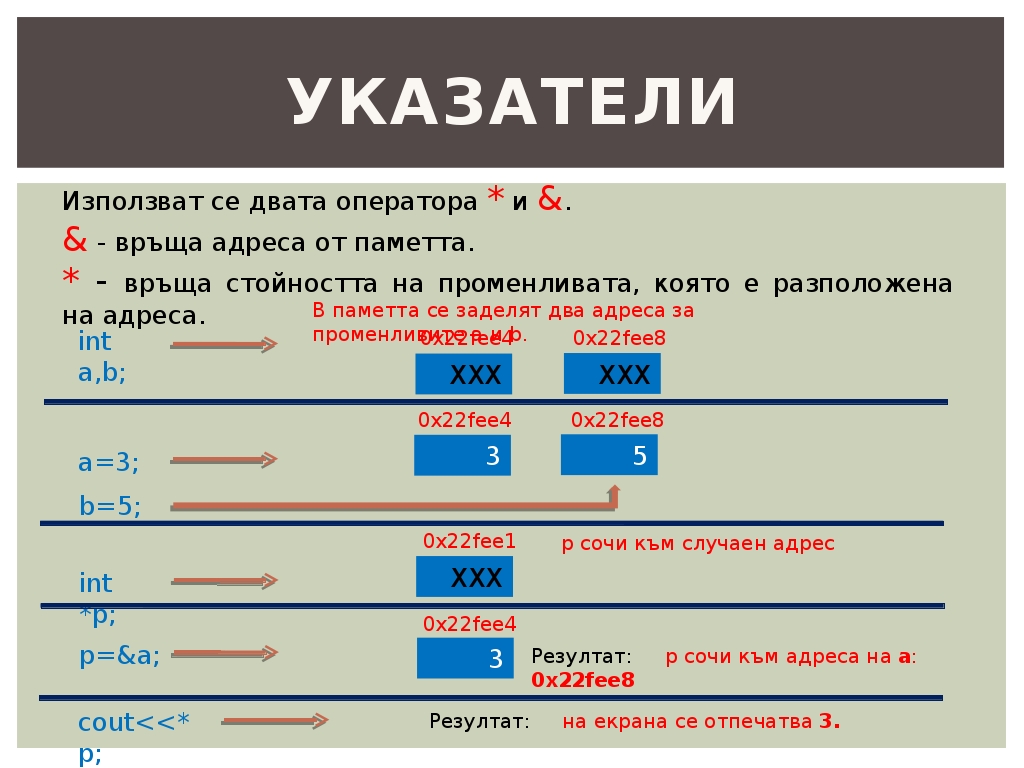 УКАЗАТЕЛИ
Използват се двата оператора * и &.
& - връща адреса от паметта.
* - връща стойността на променливата, която е разположена
на адреса.
В паметта се заделят два адреса за
променливите a и b.
int
a,b;
0x22fee4 0x22fee8
XXX XXX
0x22fee4 0x22fee8
3 5
a=3;
b=5;
0x22fee1
p сочи към случаен адрес
XXX
int
*p;
0x22fee4
p=&a;
3
Резултат: p сочи към адреса на a:
0x22fee8
cout<<*
p;
Резултат: на екрана се отпечатва 3.